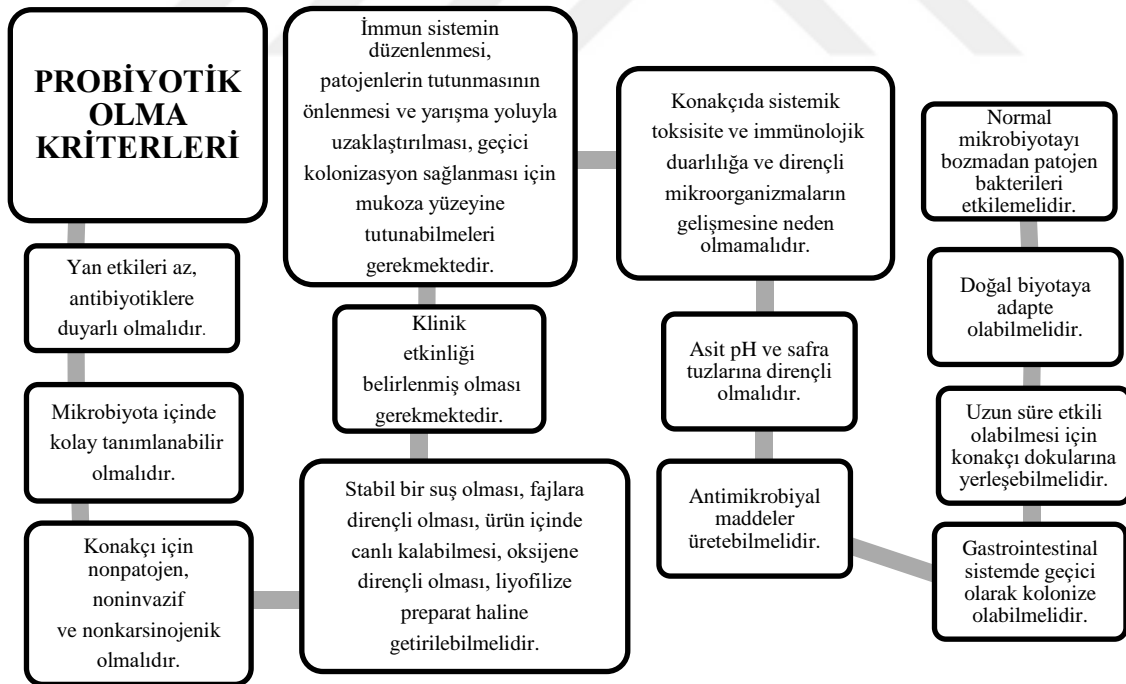 PROBİYOTİK
OLMA
KRİTERLERİ
Yan etkileri az,
antibiyotiklere
duyarlı olmalıdır.
Mikrobiyota içinde
kolay tanımlanabilir
olmalıdır.
Konakçı için
nonpatojen,
noninvazif
ve nonkarsinojenik
olmalıdır.
Stabil bir suş olması, fajlara
dirençli olması, ürün içinde
canlı kalabilmesi, oksijene
dirençli olması, liyofilize
preparat haline
getirilebilmelidir.
Klinik
etkinliği
belirlenmiş olması
gerekmektedir.
İmmun sistemin
düzenlenmesi,
patojenlerin tutunmasının
önlenmesi ve yarışma yoluyla
uzaklaştırılması, geçici
kolonizasyon sağlanması için
mukoza yüzeyine
tutunabilmeleri
gerekmektedir.
Konakçıda sistemik
toksisite ve immünolojik
duarlılığa ve dirençli
mikroorganizmaların
gelişmesine neden
olmamalıdır.
Asit pH ve safra
tuzlarına dirençli
olmalıdır.
Antimikrobiyal
maddeler
üretebilmelidir.
Gastrointestinal
sistemde geçici
olarak kolonize
olabilmelidir.
Uzun süre etkili
olabilmesi için
konakçı dokularına
yerleşebilmelidir.
Doğal biyotaya
adapte
olabilmelidir.
Normal
mikrobiyotayı
bozmadan patojen
bakterileri
etkilemelidir.